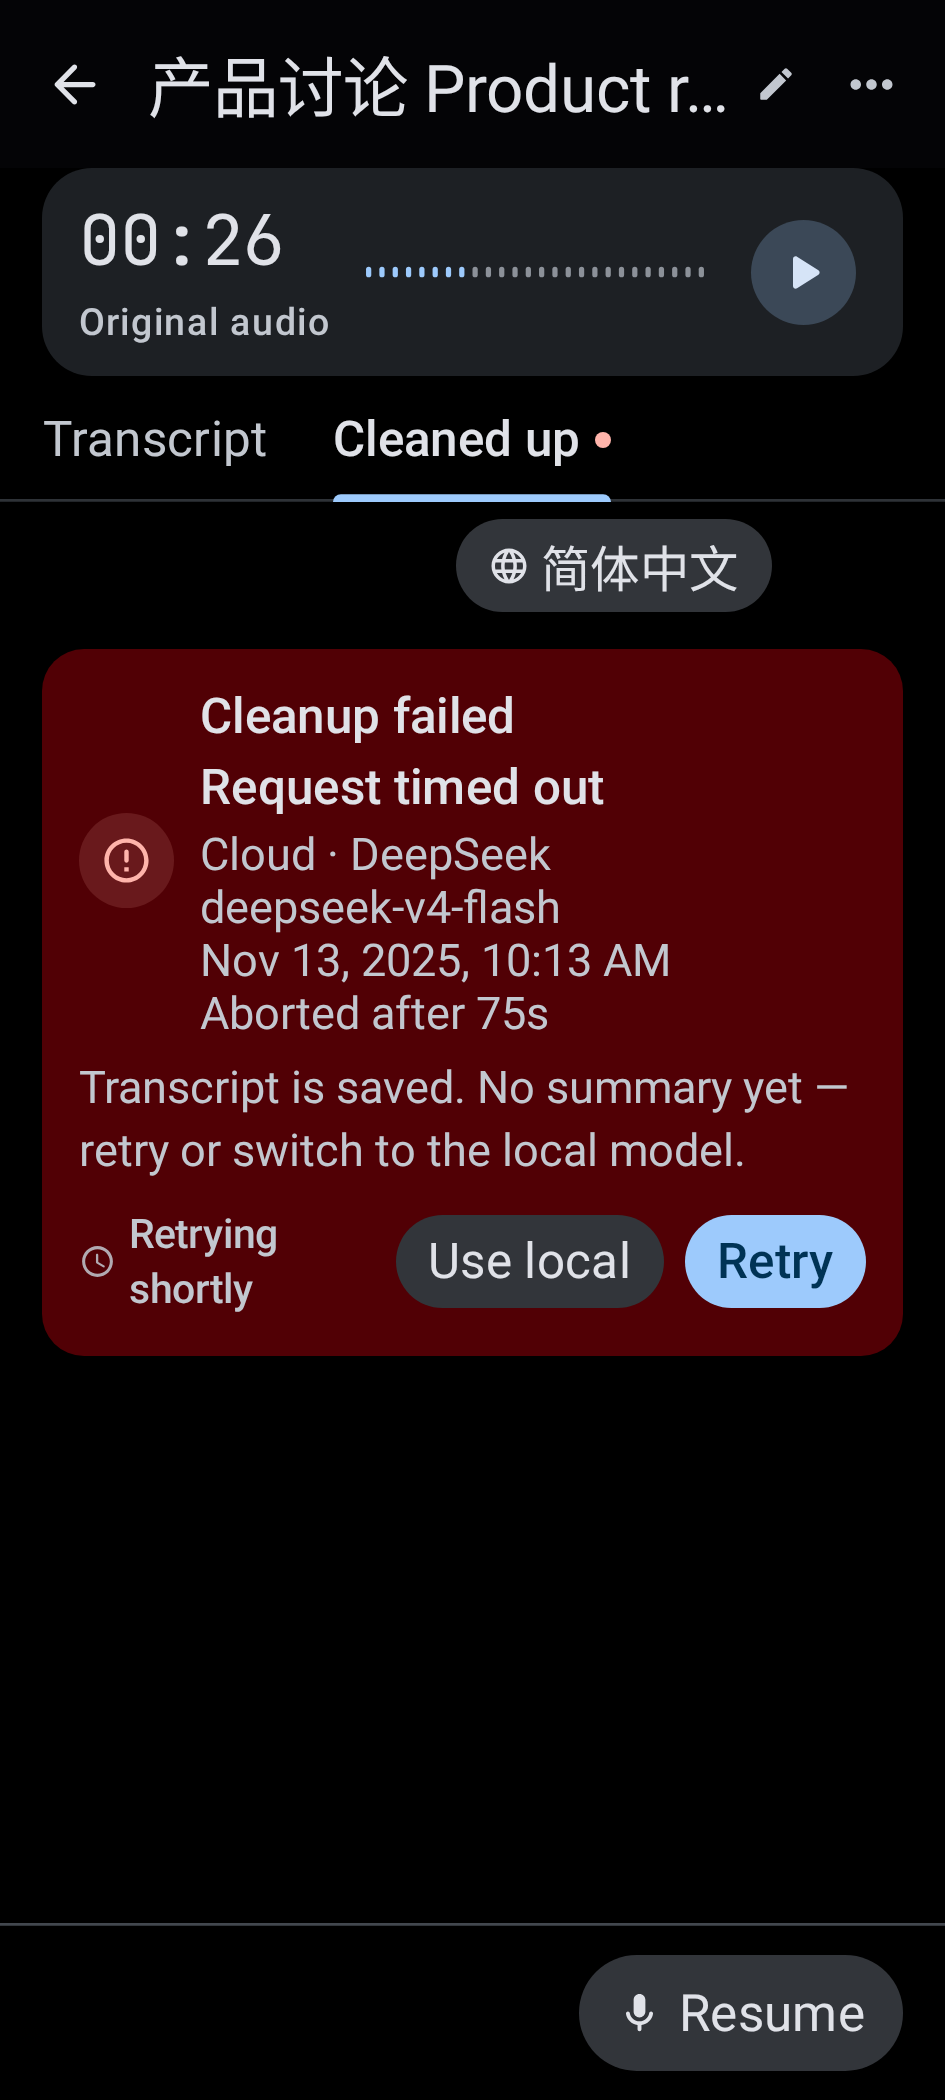 产品讨论 Product r...
00:26
Original audio
Transcript
Cleaned up
简体中文
Cleanup failed
Request timed out
Cloud · DeepSeek
deepseek-v4-flash
Nov 13, 2025, 10:13 AM
Aborted after 75s
Transcript is saved. No summary yet —
retry or switch to the local model.
Retrying
shortly
Use local
Retry
Resume